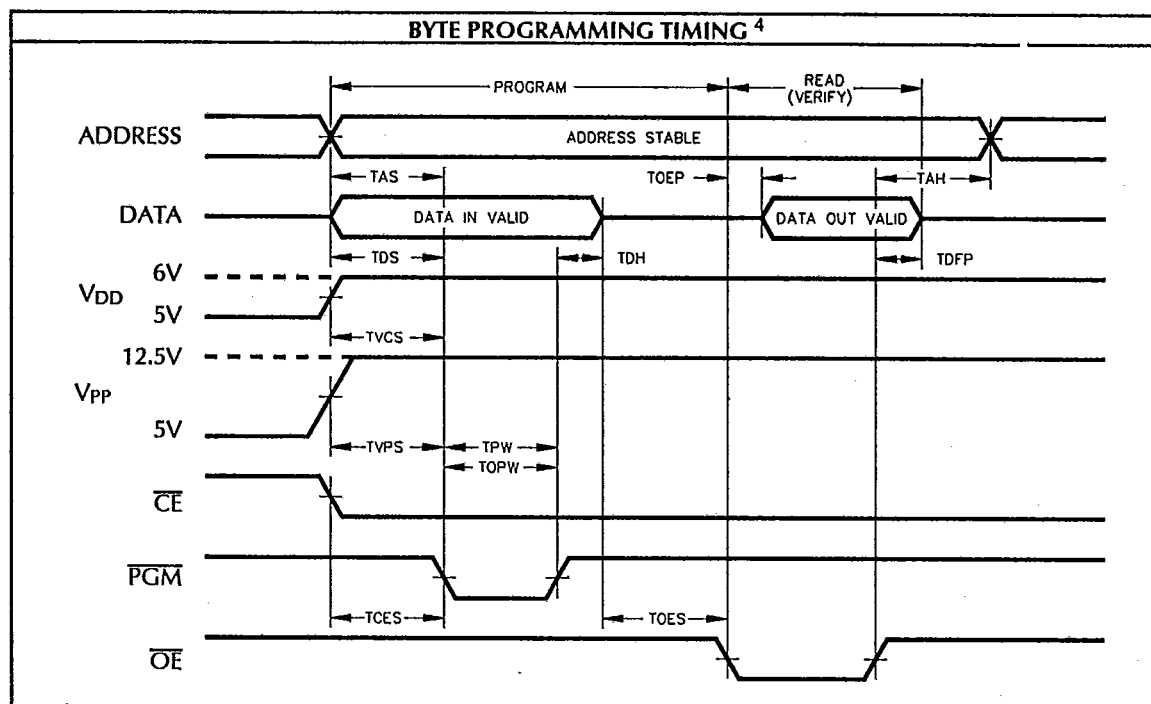 BYTE PROGRAMMING TIMING 4
PROGRAM
READ
(VERIFY)
ADDRESS
ADDRESS STABLE
TAS
TOEP
TAH
DATA
DATA IN VALID
DATA OUT VALID
TDS
TDH
TDFP
6V
VDD
5V
TVCS
12.5V
VPP
5V
TVPS
TPW
TOPW
CE
PGM
TCES
TOES
OE